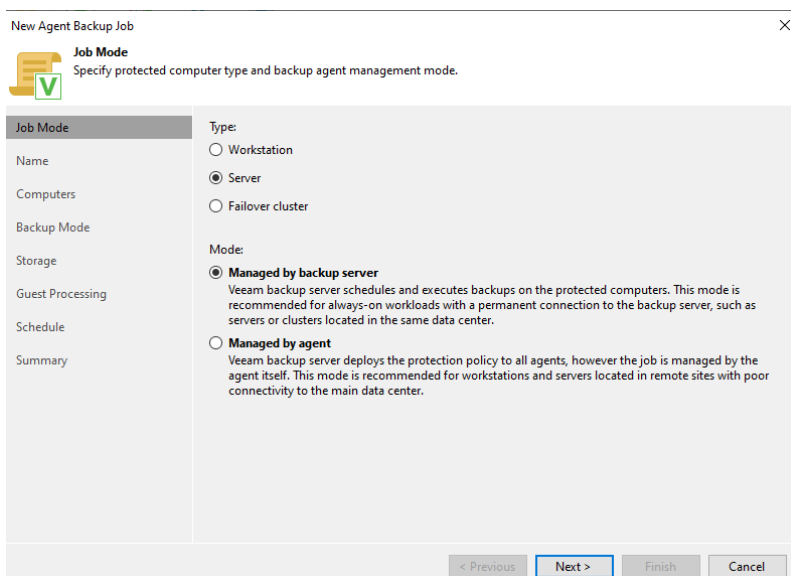 New Agent Backup Job
Job Mode
Specify protected computer type and backup agent management mode.
V
Job Mode
Name
Computers
Backup Mode
Storage
Guest Processing
Schedule
Summary
Type:
Workstation
Server
Failover cluster
Mode:
Managed by backup server
Veeam backup server schedules and executes backups on the protected computers. This mode is
recommended for always-on workloads with a permanent connection to the backup server, such as
servers or clusters located in the same data center.
Managed by agent
Veeam backup server deploys the protection policy to all agents, however the job is managed by the
agent itself. This mode is recommended for workstations and servers located in remote sites with poor
connectivity to the main data center.
< Previous
Next >
Finish
Cancel